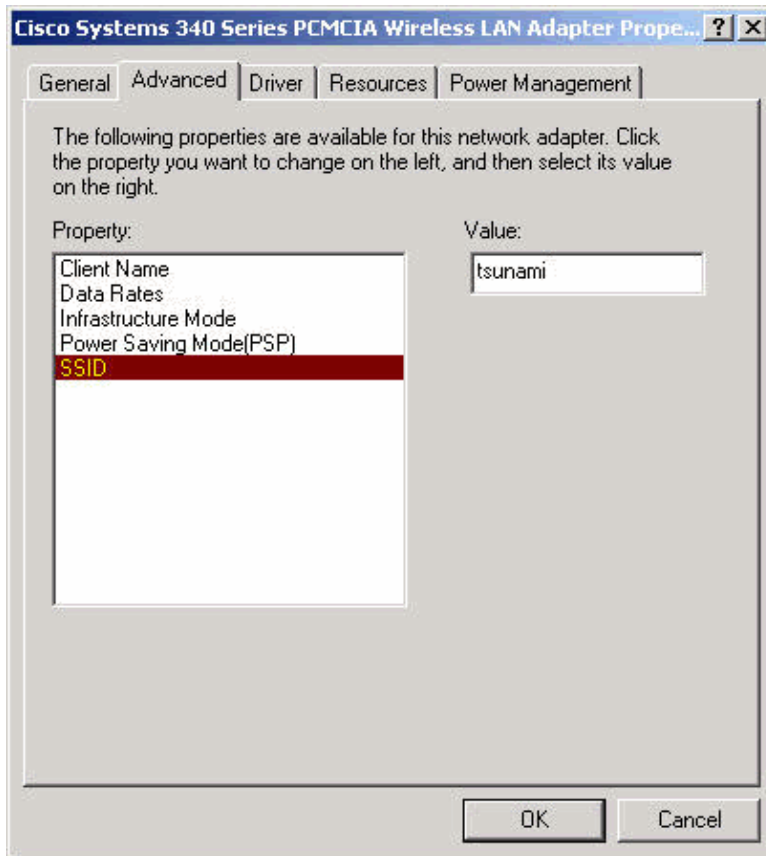 Cisco Systems 340 Series PCMCIA Wireless LAN Adapter Prope...
General Advanced Driver Resources Power Management
The following properties are available for this network adapter. Click
the property you want to change on the left, and then select its value
on the right.
Property:
Client Name
Data Rates
Infrastructure Mode
Power Saving Mode(PSP)
SSID
Value:
tsunami
OK Cancel